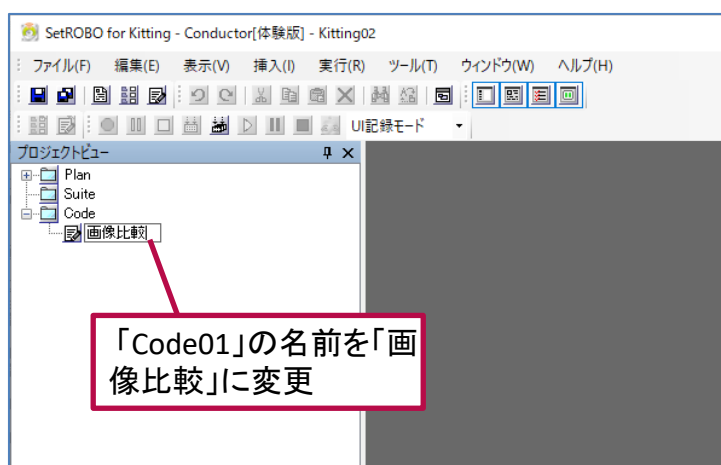 SetROBO for Kitting - Conductor[体験版] - Kitting02
ファイル(F) 編集(E) 表示(V) 挿入(I) 実行(R) ツール(T) ウィンドウ(W) ヘルプ(H)
UI記録モード
プロジェクトビュー
Plan
Suite
Code
画像比較
「Code01」の名前を「画
像比較」に変更